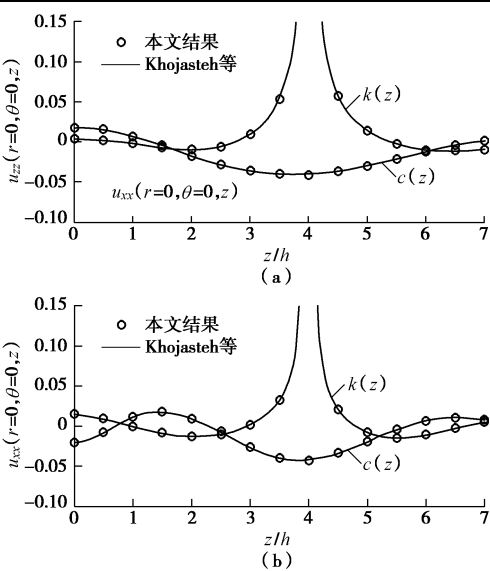 0.15
本文结果
Khojasteh等
0.10
0.05
k(z)
0
-0.05
c(z)
uxx(r=0,θ=0,z)
-0.10
uzz(r=0,θ=0,z)
0 1 2 3 4 5 6 7
z/h
(a)
0.15
本文结果
Khojasteh等
0.10
0.05
k(z)
0
-0.05
c(z)
-0.10
uxx(r=0,θ=0,z)
0 1 2 3 4 5 6 7
z/h
(b)